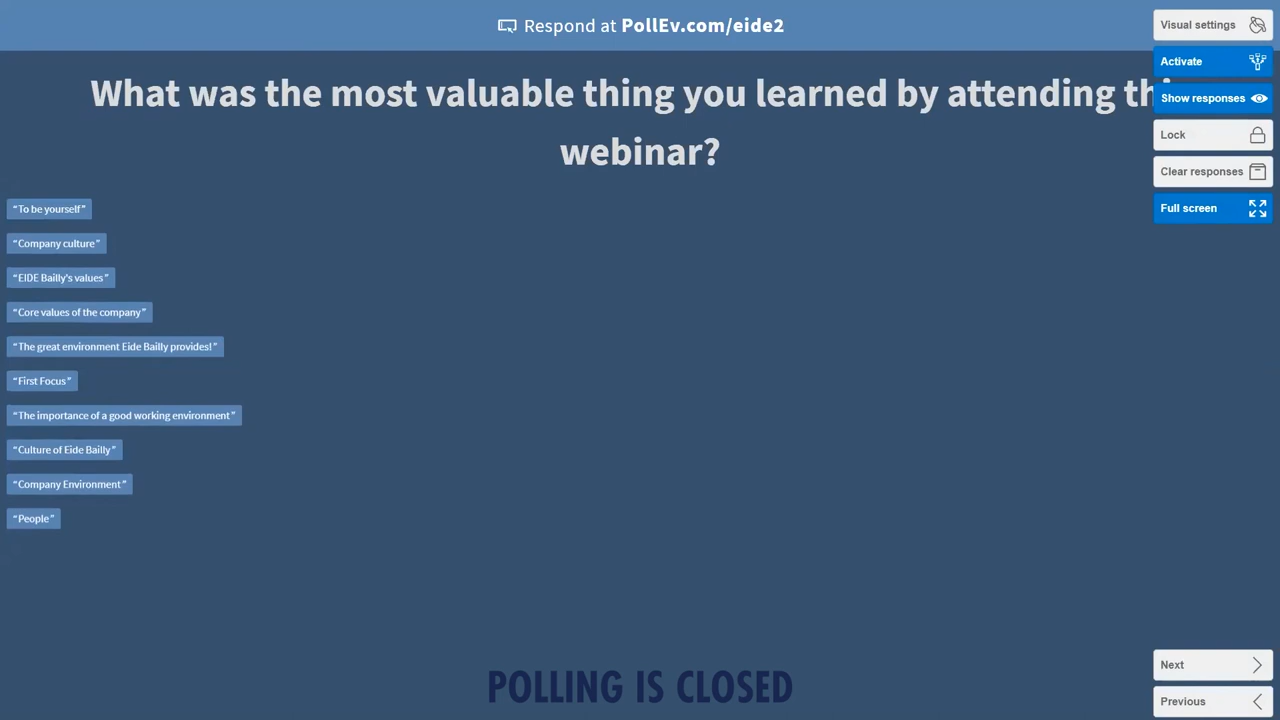 Respond at PollEv.com/eide2
What was the most valuable thing you learned by attending
webinar?
"To be yourself"
"Company culture"
"EIDE Bailly's values"
"Core values of the company"
"The great environment Eide Bailly provides!"
"First Focus"
"The importance of a good working environment"
"Culture of Eide Bailly"
"Company Environment"
"People"
POLLING IS CLOSED
Visual settings
Activate
Show responses
Lock
Clear responses
Full screen
Next
Previous